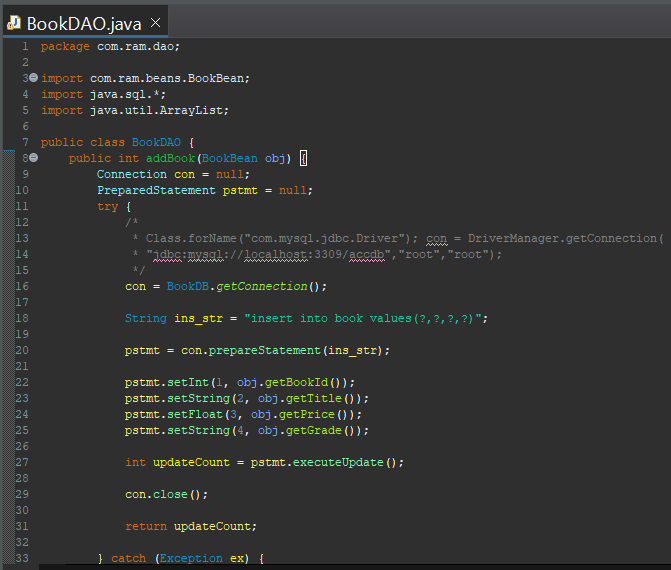 BookDAO.java
1 package com.ram.dao;
2
3 import com.ram.beans.BookBean;
4 import java.sql.*;
5 import java.util.ArrayList;
6
7 public class BookDAO {
8     public int addBook(BookBean obj) {
9         Connection con = null;
10         PreparedStatement pstmt = null;
11         try {
12             /*
13              * Class.forName("com.mysql.jdbc.Driver"); con = DriverManager.getConnection(
14              * "jdbc:mysql://localhost:3309/accdb","root","root");
15              */
16             con = BookDB.getConnection();
17
18             String ins_str = "insert into book values(?,?,?,?)";
19
20             pstmt = con.prepareStatement(ins_str);
21
22             pstmt.setInt(1, obj.getBookId());
23             pstmt.setString(2, obj.getTitle());
24             pstmt.setFloat(3, obj.getPrice());
25             pstmt.setString(4, obj.getGrade());
26
27             int updateCount = pstmt.executeUpdate();
28
29             con.close();
30
31             return updateCount;
32
33         } catch (Exception ex) {